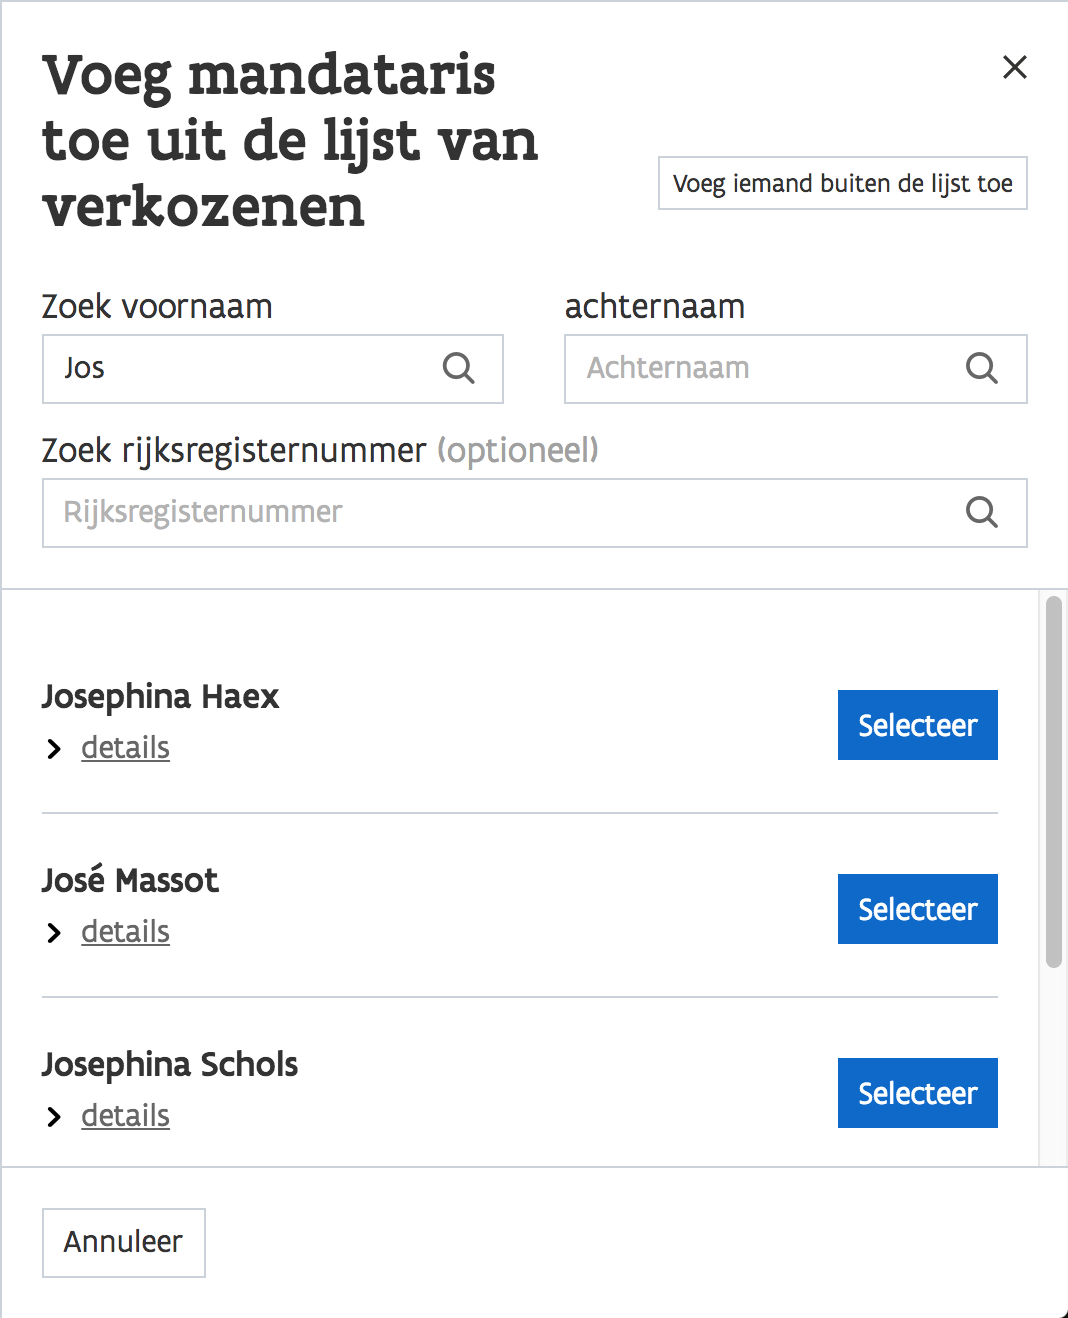 Voeg mandataris
toe uit de lijst van
verkozenen
Voeg iemand buiten de lijst toe
Zoek voornaam
achternaam
Jos
Achternaam
Zoek rijksregisternummer (optioneel)
Rijksregisternummer
Josephina Haex
details
Selecteer
José Massot
details
Selecteer
Josephina Schols
details
Selecteer
Annuleer